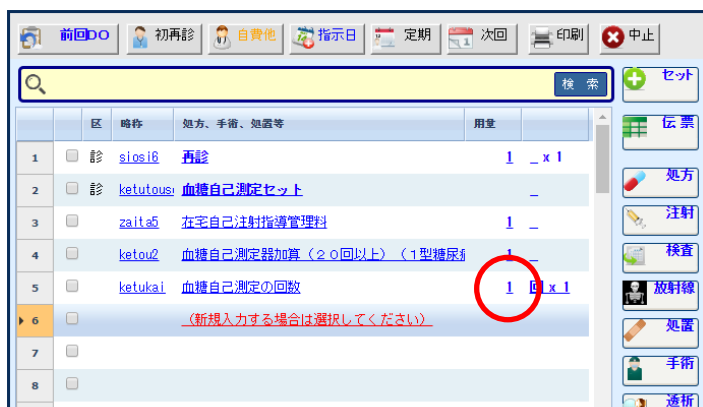 前回DO 初再診 自費他 指示日 定期 次回 印刷 中止
検 索 セット
区 略称 処方、手術、処置等 用量 伝票
1 診 siosi6 再診 1 _ x 1
2 診 ketutous 血糖自己測定セット _ 処方
3 zaita5 在宅自己注射指導管理料 1 _ 注射
4 ketou2 血糖自己測定器加算（２０回以上）（１型糖尿 1 _ 検査
5 ketukai 血糖自己測定の回数 1 回 x 1 放射線
6 （新規入力する場合は選択してください） 処置
7 手術
8 透析